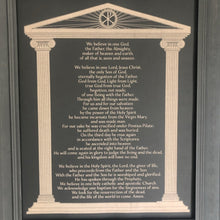 We believe in one God,
the Father, the Almighty,
maker of heaven and earth,
of all that is, seen and unseen.
We believe in one Lord, Jesus Christ,
the only Son of God,
eternally begotten of the Father,
God from God, Light from Light,
true God from true God,
begotten, not made,
of one Being with the Father.
Through him all things were made.
For us and for our salvation
he came down from heaven:
by the power of the Holy Spirit
he became incarnate from the Virgin Mary,
and was made man.
For our sake he was crucified under Pontius Pilate;
he suffered death and was buried.
On the third day he rose again
in accordance with the Scriptures;
he ascended into heaven
and is seated at the right hand of the Father.
He will come again in glory to judge the living and the dead,
and his kingdom will have no end.
We believe in the Holy Spirit, the Lord, the giver of life,
who proceeds from the Father and the Son.
With the Father and the Son he is worshiped and glorified.
He has spoken through the Prophets.
We believe in one holy catholic and apostolic Church.
We acknowledge one baptism for the forgiveness of sins.
We look for the resurrection of the dead,
and the life of the world to come. Amen.